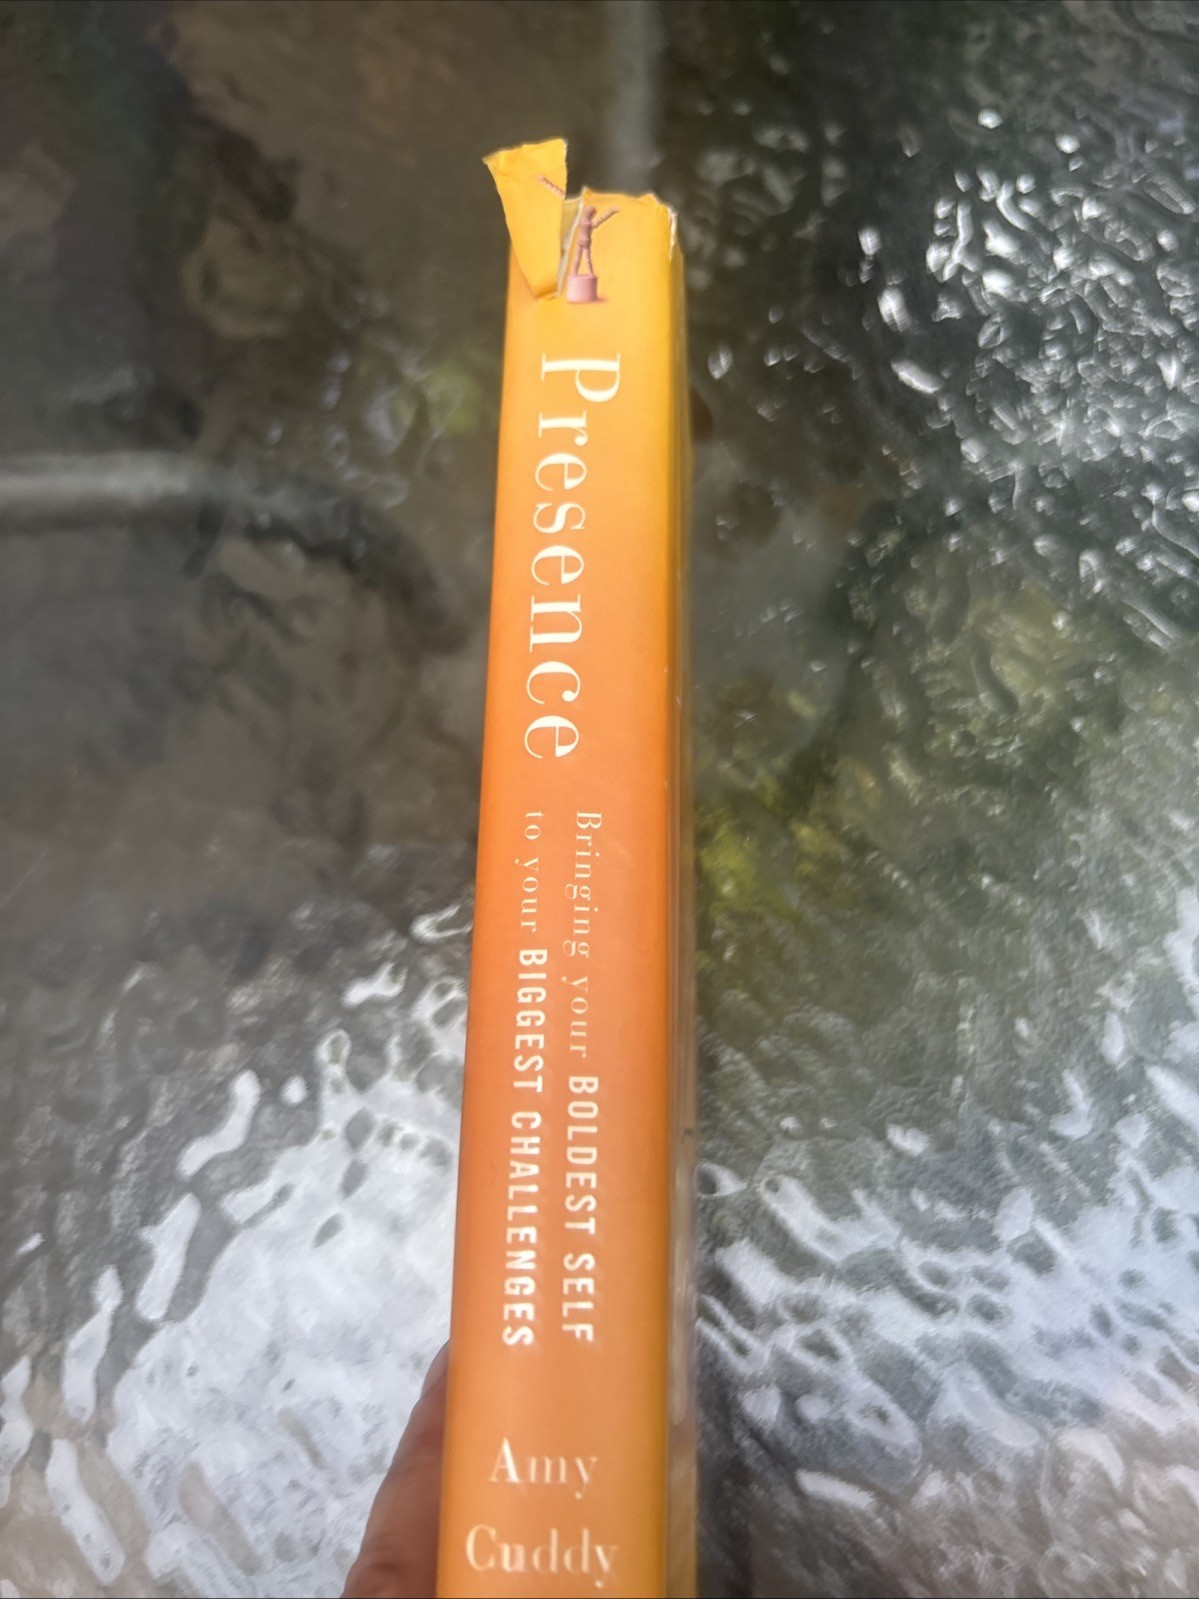 Presence
Bringing your BOLDEST SELF
to your BIGGEST CHALLENGES
Amy
Cuddy